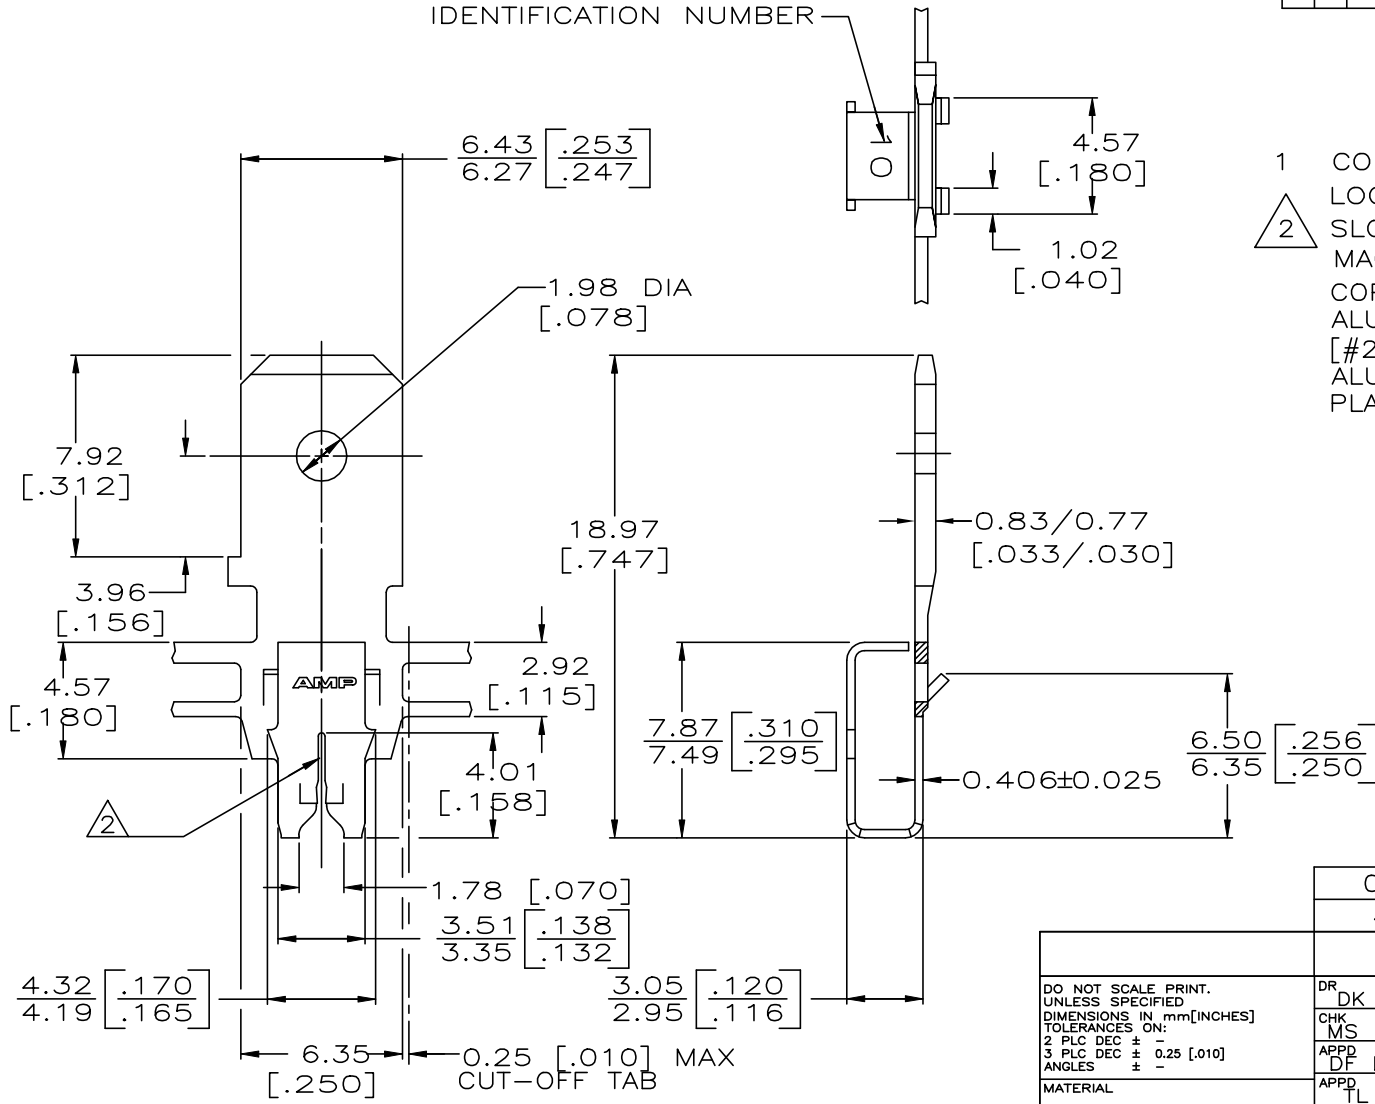 IDENTIFICATION NUMBER
10
6.43 [.253
6.27 .247]
4.57
[.180]
1.02
[.040]
1.98 DIA
[.078]
1 CO
LOC
2 SLO
MA
COP
ALU
[#2
ALU
PLA
7.92
[.312]
3.96
[.156]
4.57
[.180]
18.97
[.747]
0.83/0.77
[.033/.030]
AMP
2.92
[.115]
4.01
[.158]
2
7.87 [.310
7.49 .295]
0.406±0.025
6.50 [.256
6.35 .250]
1.78 [.070]
3.51 [.138
3.35 .132]
4.32 [.170
4.19 .165]
3.05 [.120
2.95 .116]
6.35
[.250]
0.25 [.010] MAX
CUT-OFF TAB
DO NOT SCALE PRINT.
UNLESS SPECIFIED
DIMENSIONS IN mm[INCHES]
TOLERANCES ON:
2 PLC DEC ± -
3 PLC DEC ± 0.25 [.010]
ANGLES ± -
MATERIAL
DR
DK
CHK
MS
APPD
DF
APPD
TL